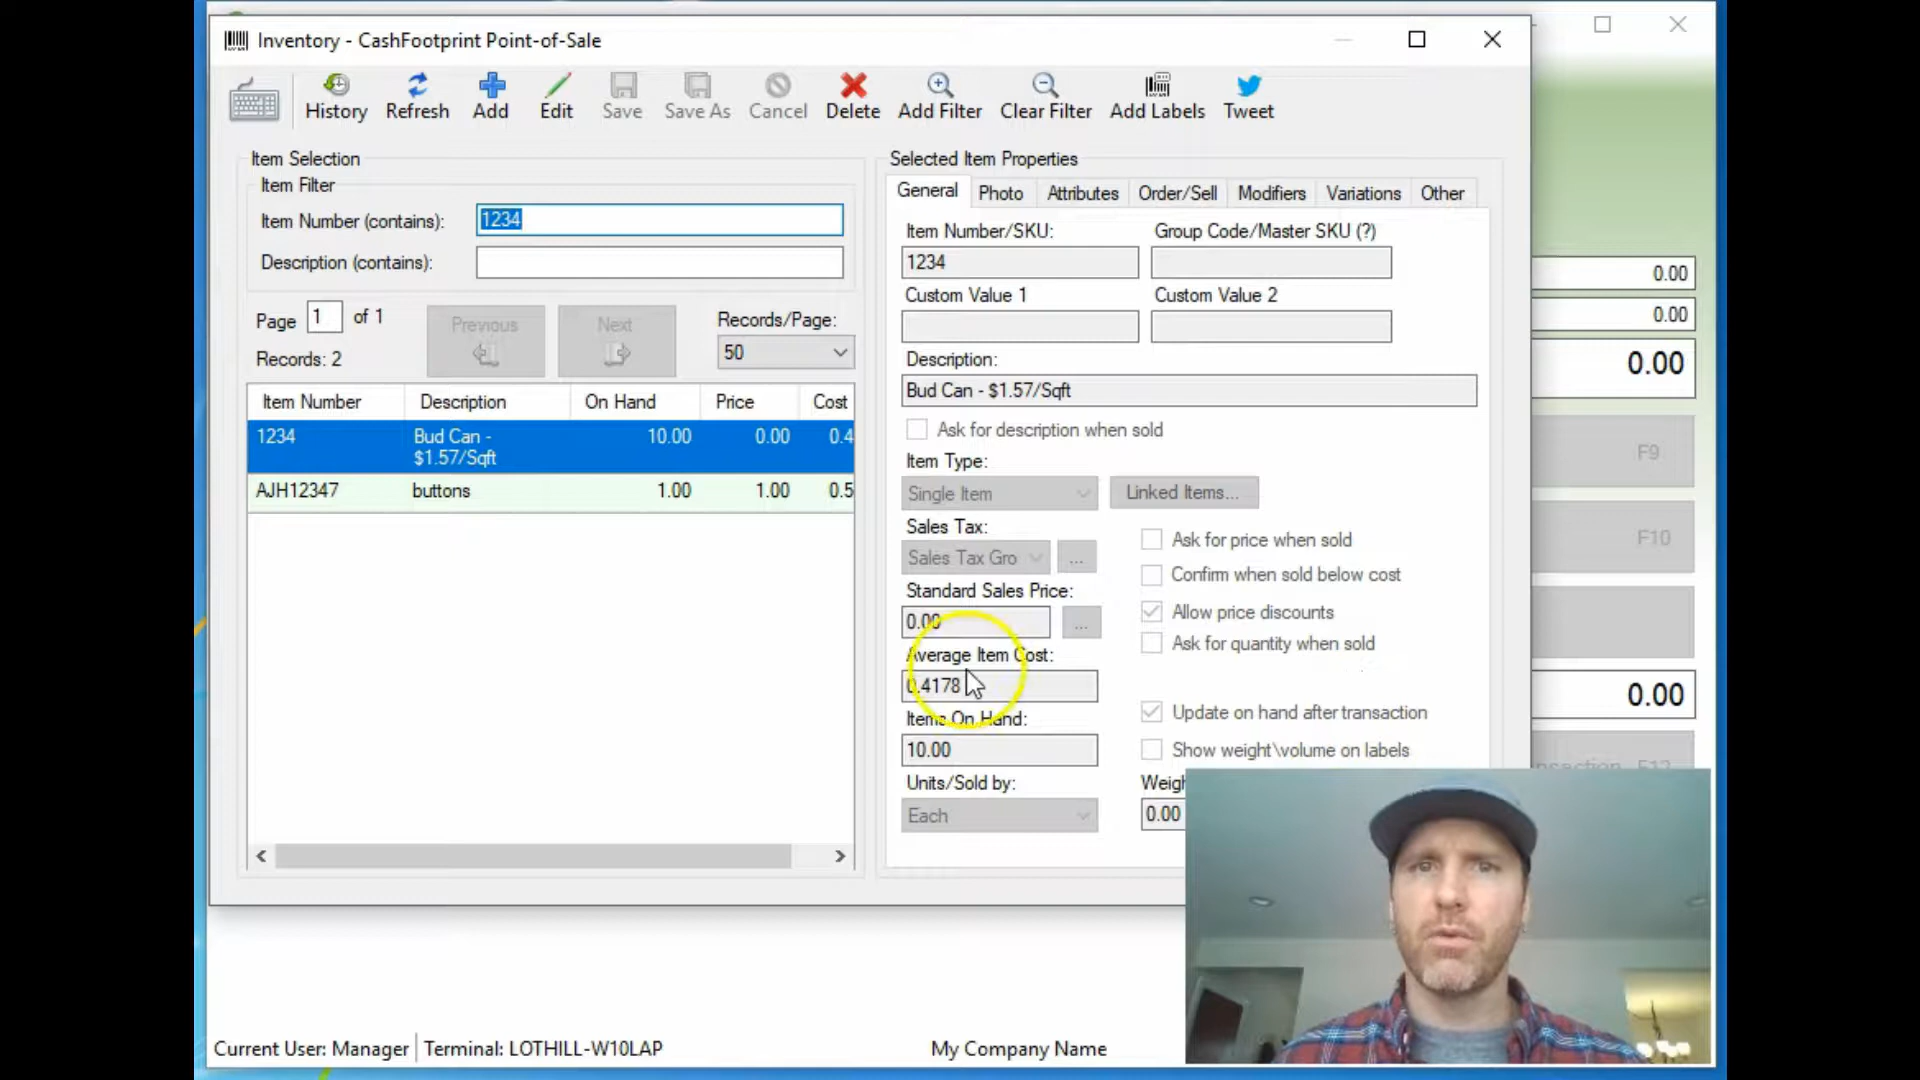 Inventory - CashFootprint Point-of-Sale
History Refresh Add Edit Save Save As Cancel Delete Add Filter Clear Filter Add Labels Tweet
Item Selection
Item Filter
Item Number (contains): 1234
Description (contains):
Page 1 of 1
Previous
Next
Records/Page:
50
Records: 2
Item Number Description On Hand Price Cost
1234 Bud Can - 10.00 0.00 0.4
$1.57/Sqft
AJH12347 buttons 1.00 1.00 0.5
Selected Item Properties
General Photo Attributes Order/Sell Modifiers Variations Other
Item Number/SKU: Group Code/Master SKU (?)
1234
Custom Value 1 Custom Value 2
Description:
Bud Can - $1.57/Sqft
Ask for description when sold
Item Type:
Single Item Linked Items...
Sales Tax:
Sales Tax Gro ...
Ask for price when sold
Confirm when sold below cost
Standard Sales Price:
0.00 ...
Allow price discounts
Ask for quantity when sold
Average Item Cost:
0.4178
Items On Hand:
10.00
Update on hand after transaction
Show weight\volume on labels
Units/Sold by:
Each
Weigh
0.00
0.00
0.00
0.00
F9
F10
0.00
F12
Current User: Manager Terminal: LOTHILL-W10LAP My Company Name